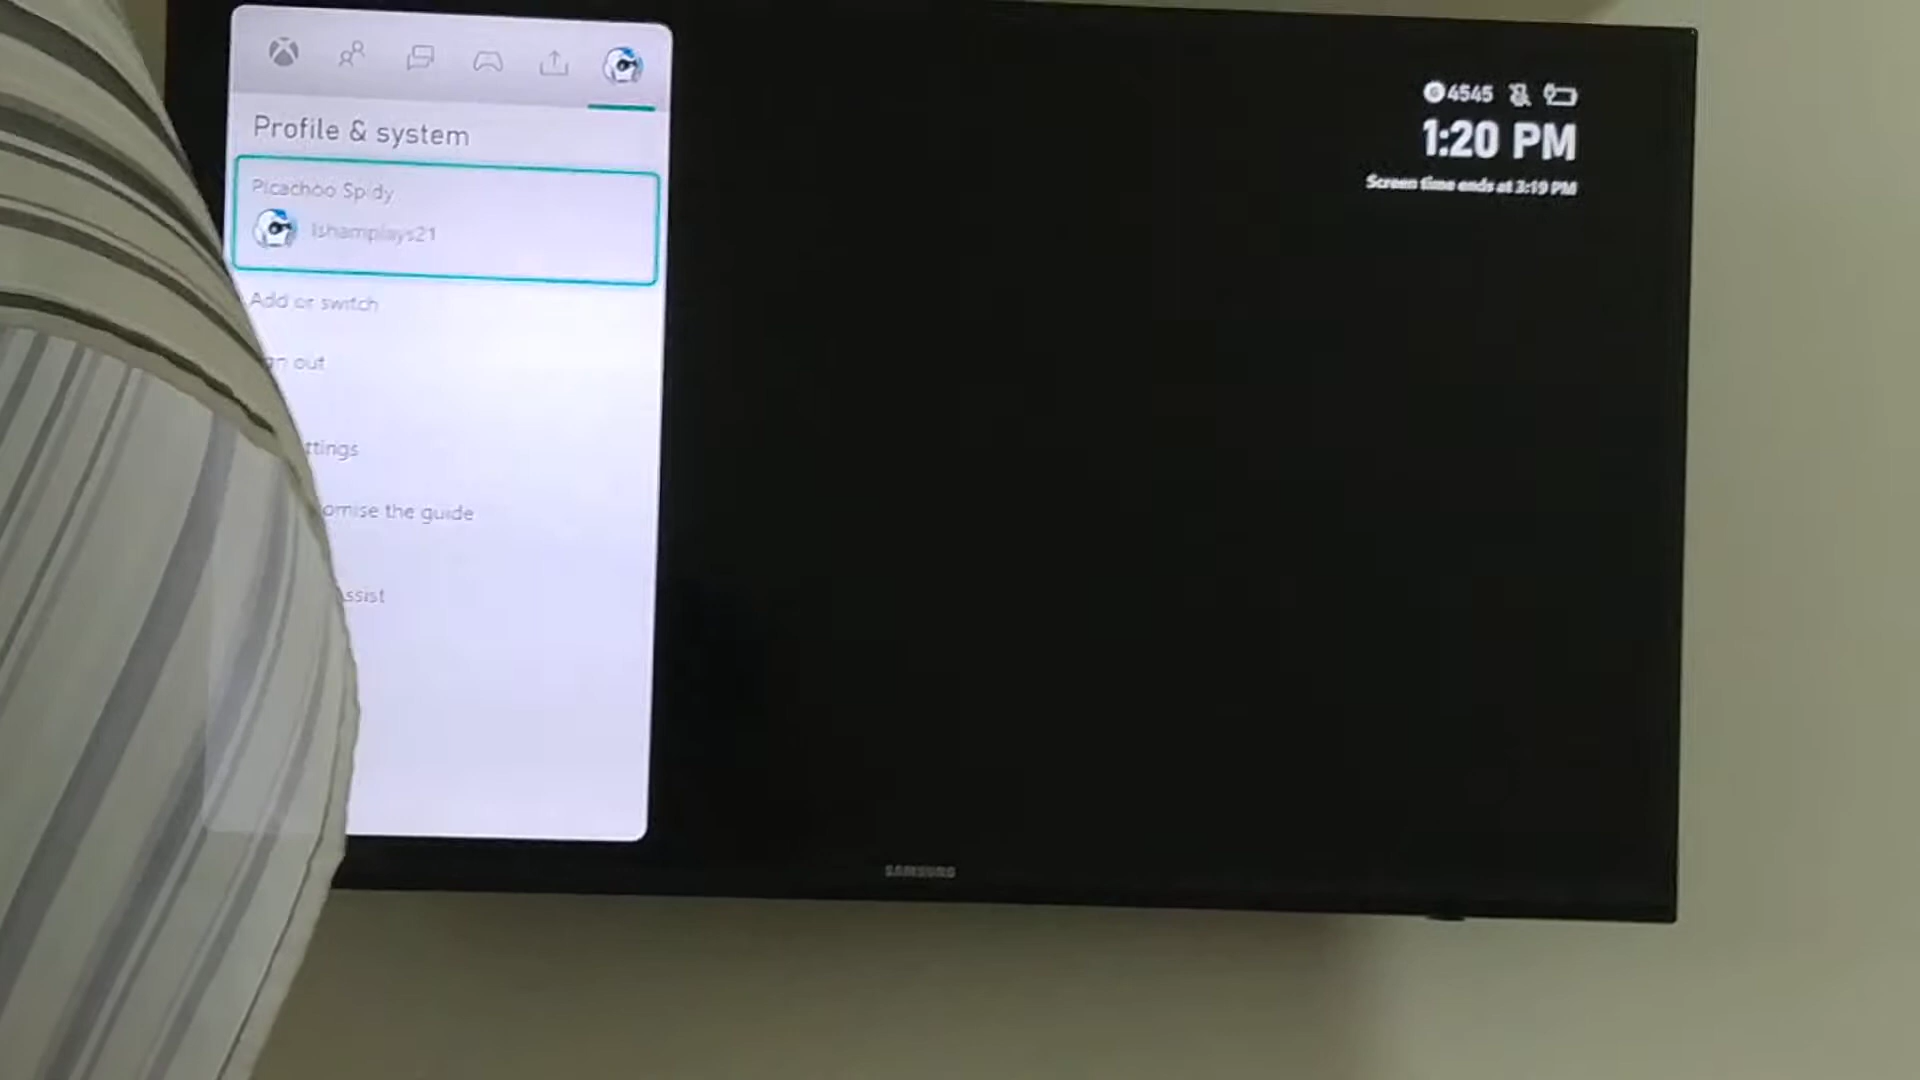 4545
1:20 PM
Screen time ends at 3:19 PM
Profile & system
Picachoo Spidy
Ishamplays21
Add or switch
gn out
ttings
omise the guide
ssist
SAMSUNG